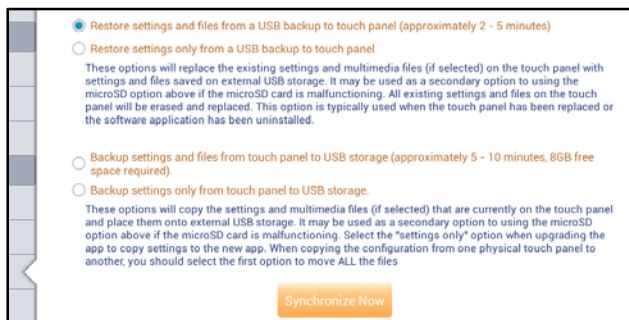 Restore settings and files from a USB backup to touch panel (approximately 2 - 5 minutes)
Restore settings only from a USB backup to touch panel
These options will replace the existing settings and multimedia files (if selected) on the touch panel with
settings and files saved on external USB storage. It may be used as a secondary option to using the
microSD option above if the microSD card is malfunctioning. All existing settings and files on the touch
panel will be erased and replaced. This option is typically used when the touch panel has been replaced or
the software application has been uninstalled.
Backup settings and files from touch panel to USB storage (approximately 5 - 10 minutes, 8GB free
space required).
Backup settings only from touch panel to USB storage.
These options will copy the settings and multimedia files (if selected) that are currently on the touch panel
and place them onto external USB storage. It may be used as a secondary option to using the microSD
option above if the microSD card is malfunctioning. Select the "settings only" option when upgrading the
app to copy settings to the new app. When copying the configuration from one physical touch panel to
another, you should select the first option to move ALL the files
Synchronize Now